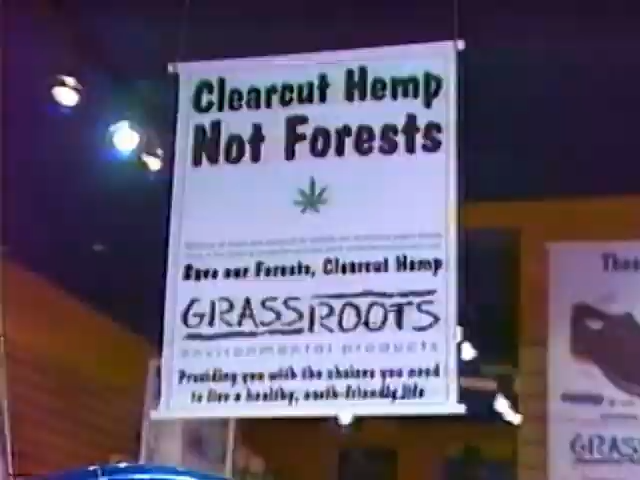 Clearcut Hemp
Not Forests
Save our Forests, Clearcut Hemp
GRASSROOTS
environmental products
Providing you with the choices you need
to live a healthy, earth-friendly life
GRAS